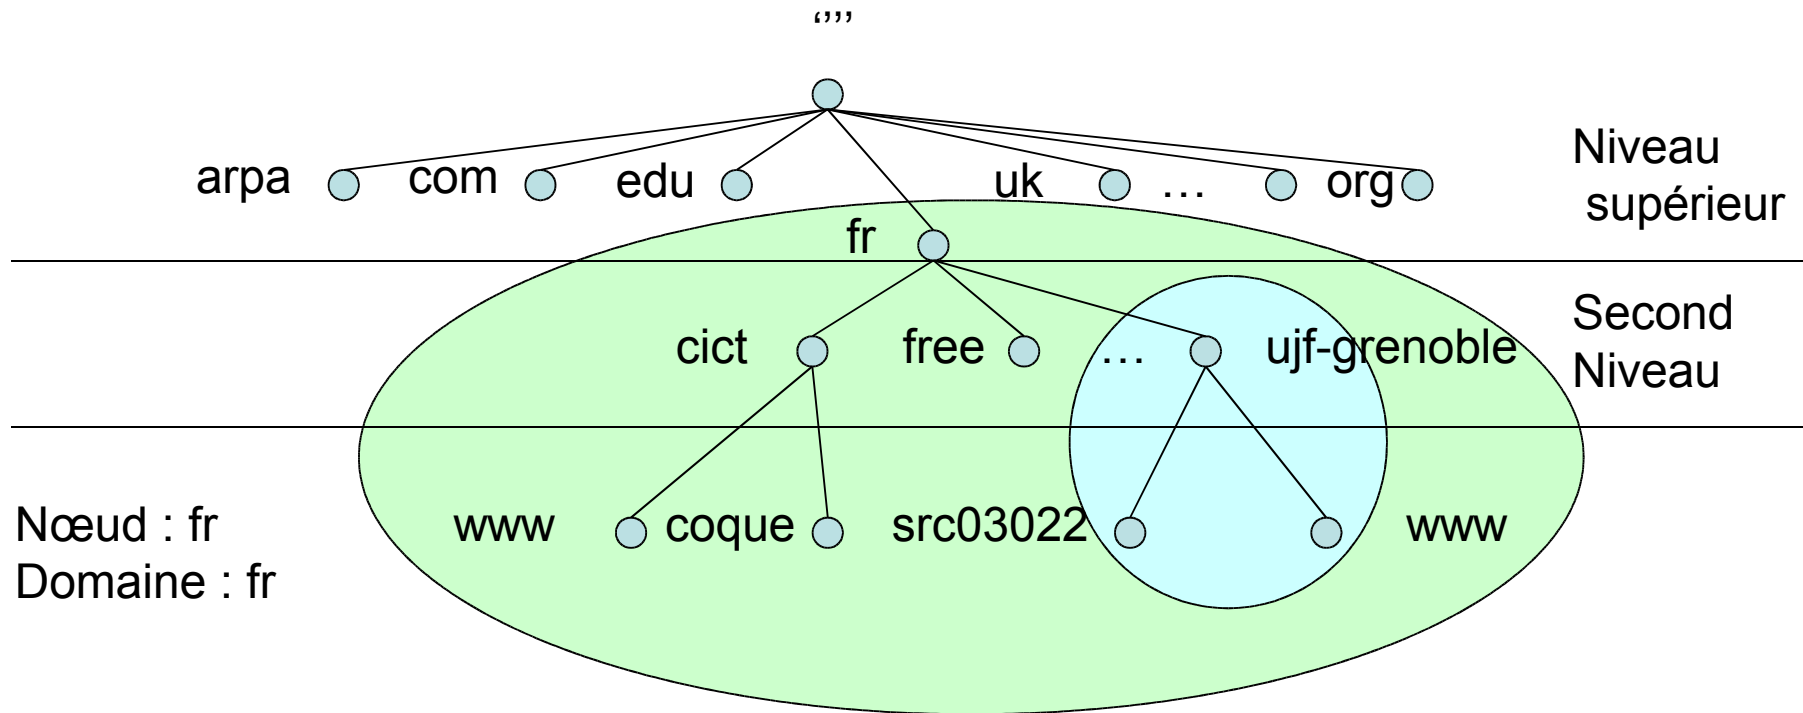 ‘’’’
arpa com edu uk … org
Niveau
supérieur
fr
cict free … ujf-grenoble
Second
Niveau
www coque src03022 www
Nœud : fr
Domaine : fr